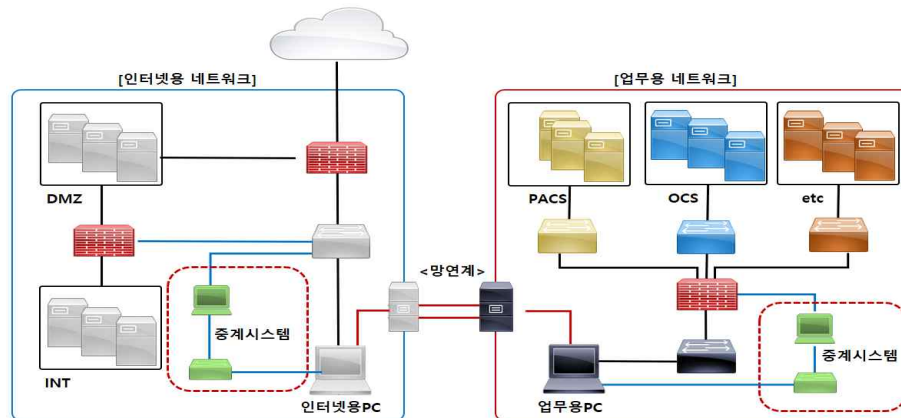 [인터넷용 네트워크]
[업무용 네트워크]
DMZ
PACS
OCS
etc
<망연계>
중계시스템
중계시스템
INT
인터넷용PC
업무용PC